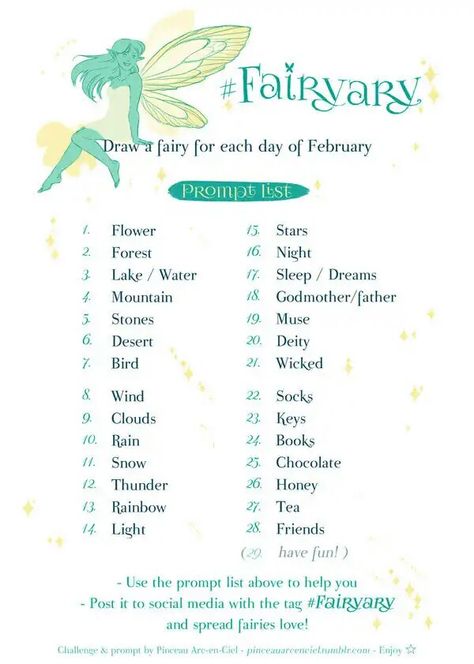 #Fairyary
Draw a fairy for each day of February
Prompt List
1. Flower
2. Forest
3. Lake / Water
4. Mountain
5. Stones
6. Desert
7. Bird
8. Wind
9. Clouds
10. Rain
11. Snow
12. Thunder
13. Rainbow
14. Light
15. Stars
16. Night
17. Sleep / Dreams
18. Godmother/father
19. Muse
20. Deity
21. Wicked
22. Socks
23. Keys
24. Books
25. Chocolate
26. Honey
27. Tea
28. Friends
(29. have fun! )
- Use the prompt list above to help you
- Post it to social media with the tag #Fairyary
and spread fairies love!
Challenge & prompt by Pinceau Arc-en-Ciel - pinceauarcenciel.tumblr.com - Enjoy ☆